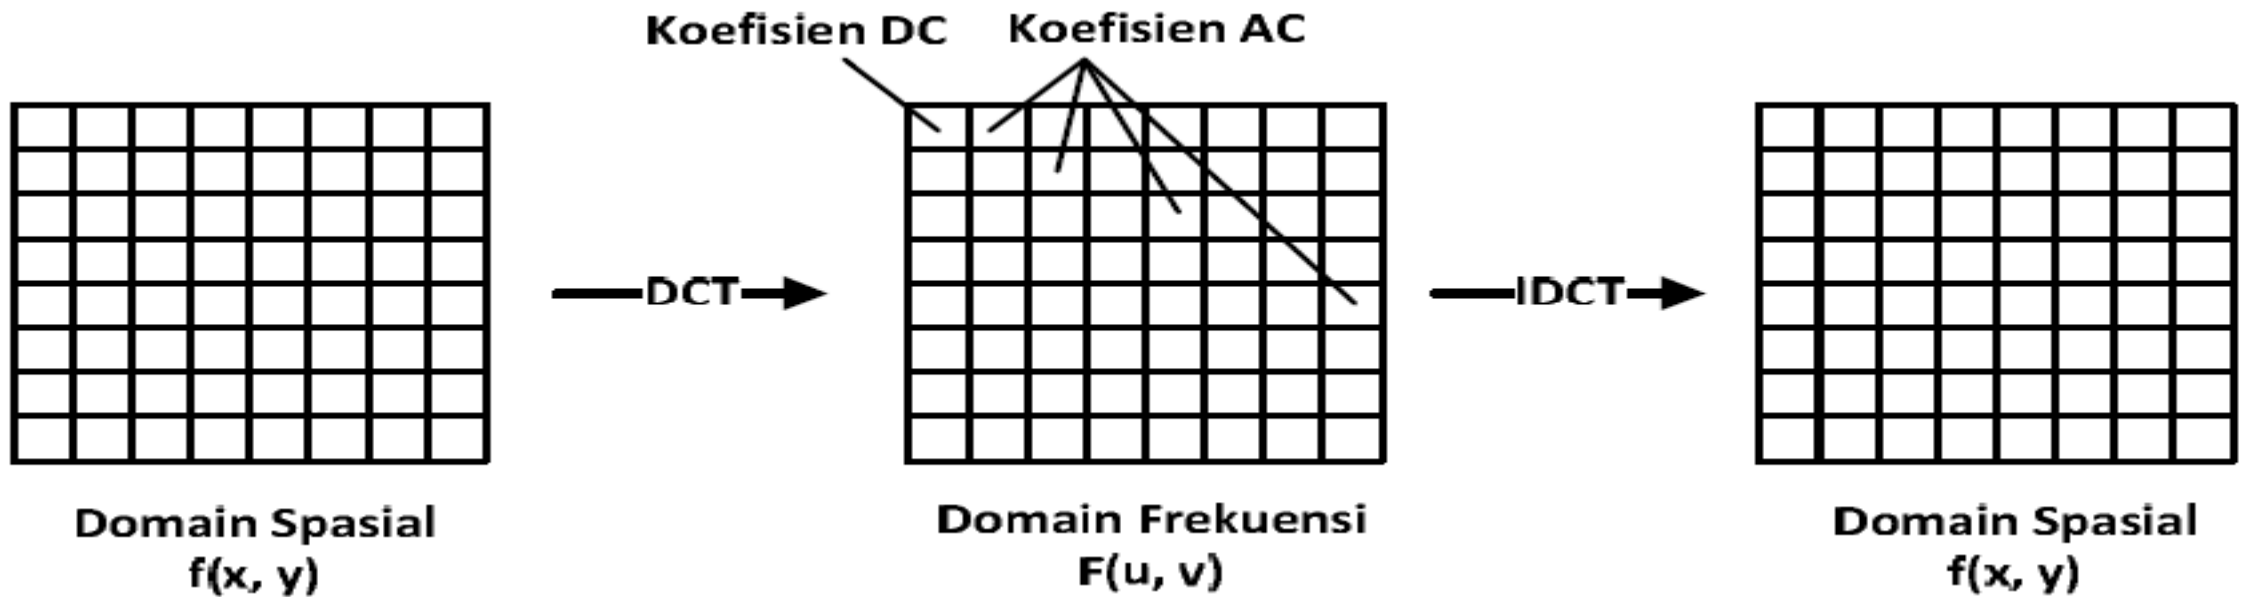 Koefisien DC
Koefisien AC
DCT
IDCT
Domain Spasial
f(x, y)
Domain Frekuensi
F(u, v)
Domain Spasial
f(x, y)